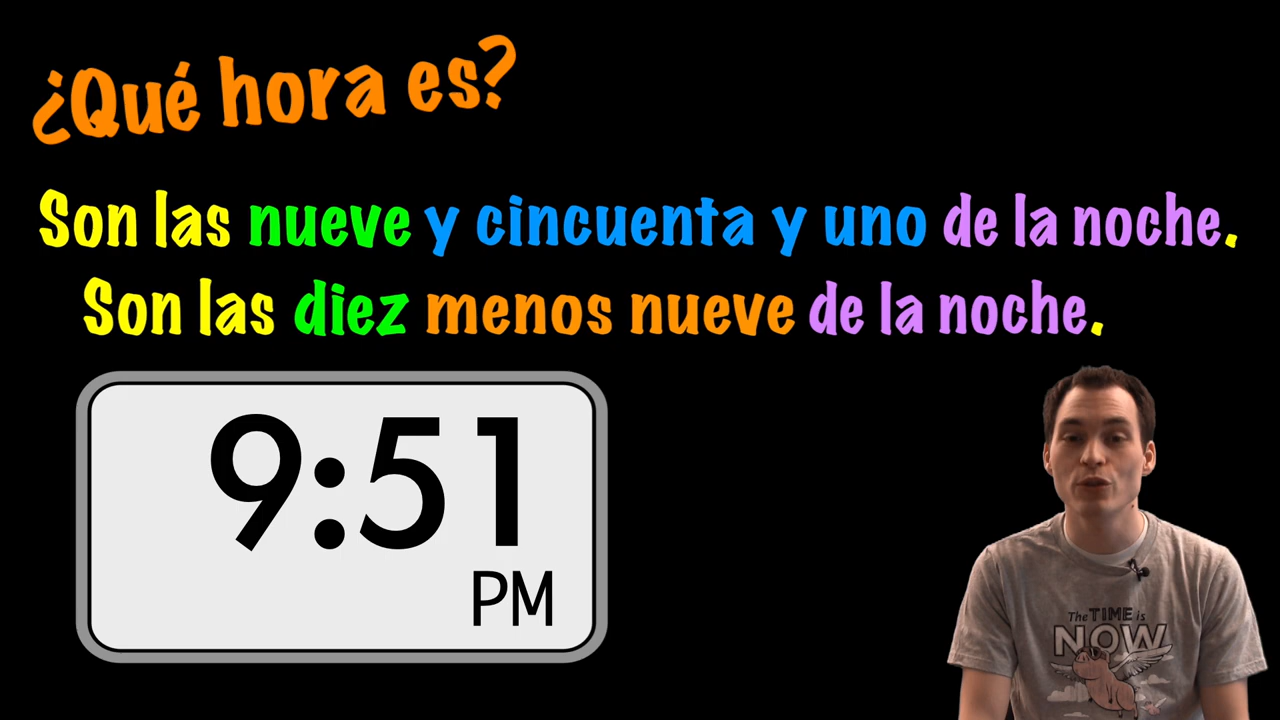 ¿Qué hora es?
Son las nueve y cincuenta y uno de la noche.
Son las diez menos nueve de la noche.
9:51
PM
The TIME is
NOW